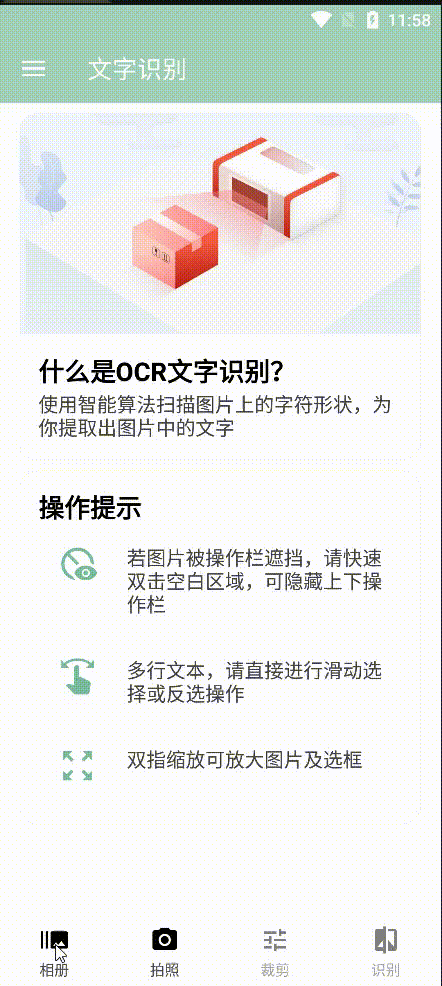 11:58
文字识别
什么是OCR文字识别？
使用智能算法扫描图片上的字符形状，为
你提取出图片中的文字
操作提示
若图片被操作栏遮挡，请快速
双击空白区域，可隐藏上下操
作栏
多行文本，请直接进行滑动选
择或反选操作
双指缩放可放大图片及选框
相册
拍照
裁剪
识别